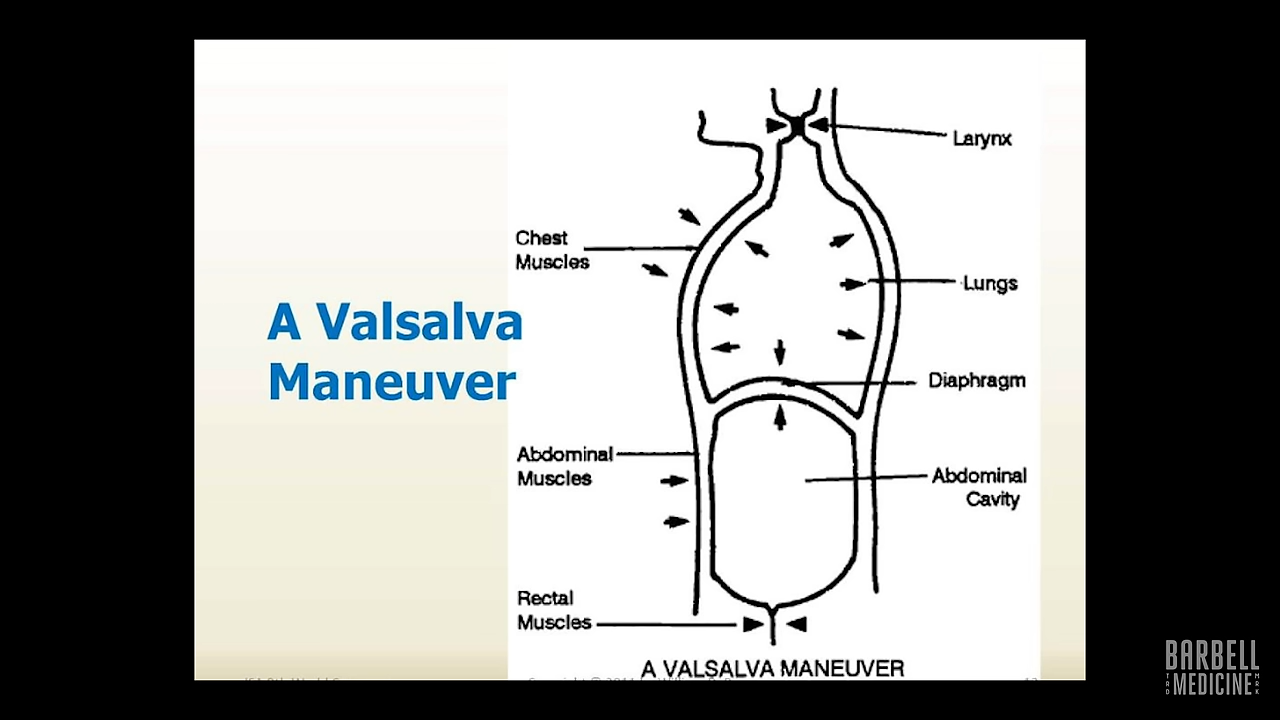 A Valsalva
Maneuver
Larynx
Chest
Muscles
Lungs
Diaphragm
Abdominal
Muscles
Abdominal
Cavity
Rectal
Muscles
A VALSALVA MANEUVER
BARBELL
MEDICINE